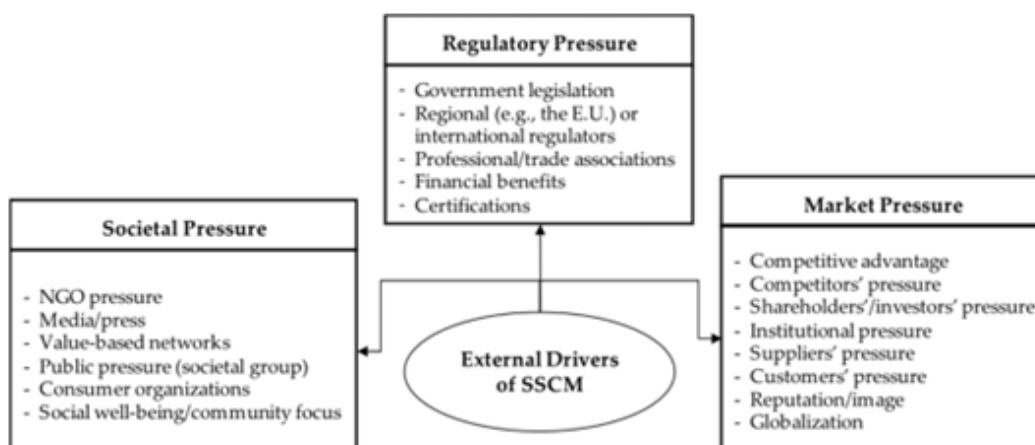 Regulatory Pressure
- Government legislation
- Regional (e.g., the E.U.) or
international regulators
- Professional/trade associations
- Financial benefits
- Certifications
Societal Pressure
- NGO pressure
- Media/press
- Value-based networks
- Public pressure (societal group)
- Consumer organizations
- Social well-being/community focus
Market Pressure
- Competitive advantage
- Competitors’ pressure
- Shareholders’/investors’ pressure
- Institutional pressure
- Suppliers’ pressure
- Customers’ pressure
- Reputation/image
- Globalization
External Drivers
of SSCM